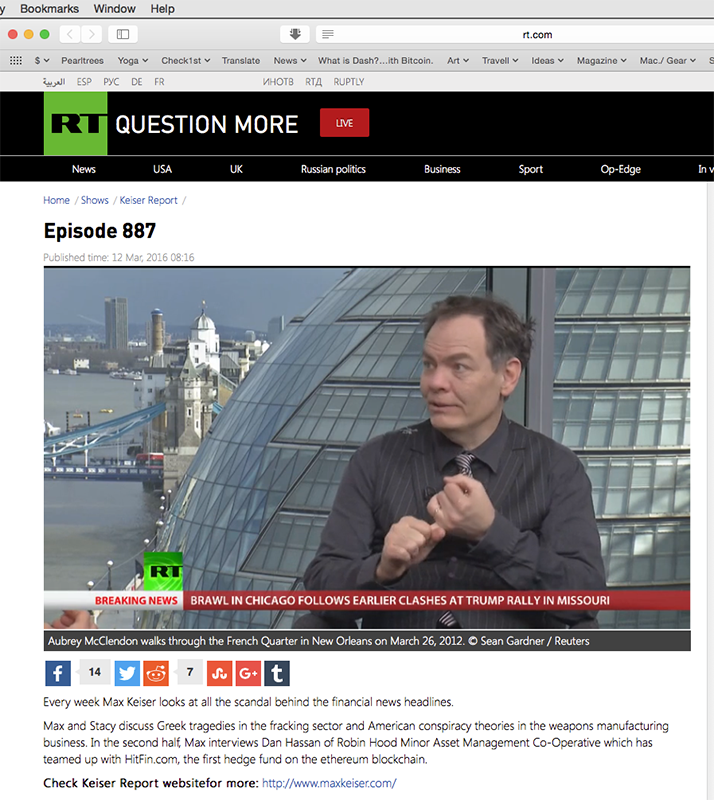 y Bookmarks Window Help
rt.com
$ Pearltrees Yoga Check1st Translate News What is Dash?...ith Bitcoin. Art Travell Ideas Magazine Mac./ Gear S
العربية ESP РУС DE FR ИНОТВ РТД RUPTLY
RT QUESTION MORE LIVE
News USA UK Russian politics Business Sport Op-Edge In v
Home / Shows / Keiser Report /
Episode 887
Published time: 12 Mar, 2016 08:16
RT
BREAKING NEWS BRAWL IN CHICAGO FOLLOWS EARLIER CLASHES AT TRUMP RALLY IN MISSOURI
Aubrey McClendon walks through the French Quarter in New Orleans on March 26, 2012. © Sean Gardner / Reuters
f 14 7 G+ t
Every week Max Keiser looks at all the scandal behind the financial news headlines.
Max and Stacy discuss Greek tragedies in the fracking sector and American conspiracy theories in the weapons manufacturing
business. In the second half, Max interviews Dan Hassan of Robin Hood Minor Asset Management Co-Operative which has
teamed up with HitFin.com, the first hedge fund on the ethereum blockchain.
Check Keiser Report websitefor more: http://www.maxkeiser.com/